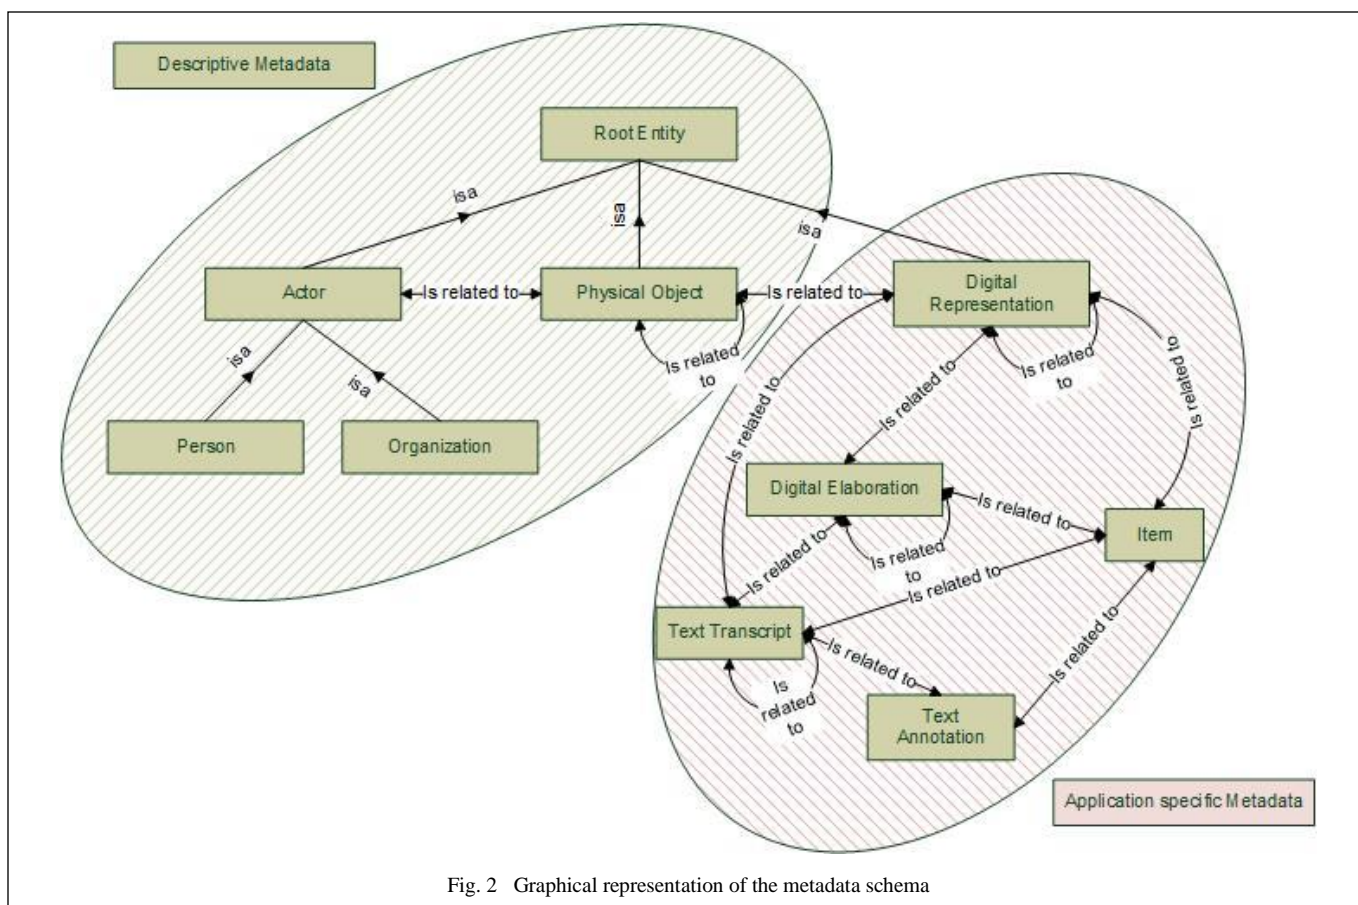 Descriptive Metadata
Root Entity
isa
isa
isa
Actor
Is related to
Physical Object
Is related to
Digital
Representation
Is related
to
Is related
to
Is related to
isa
isa
Is related to
Is related to
Person
Organization
Digital Elaboration
Is related to
Item
Is related to
Is related
to
Is related to
Text Transcript
Is related to
Is related to
Is
related
to
Text
Annotation
Application specific Metadata
Fig. 2 Graphical representation of the metadata schema